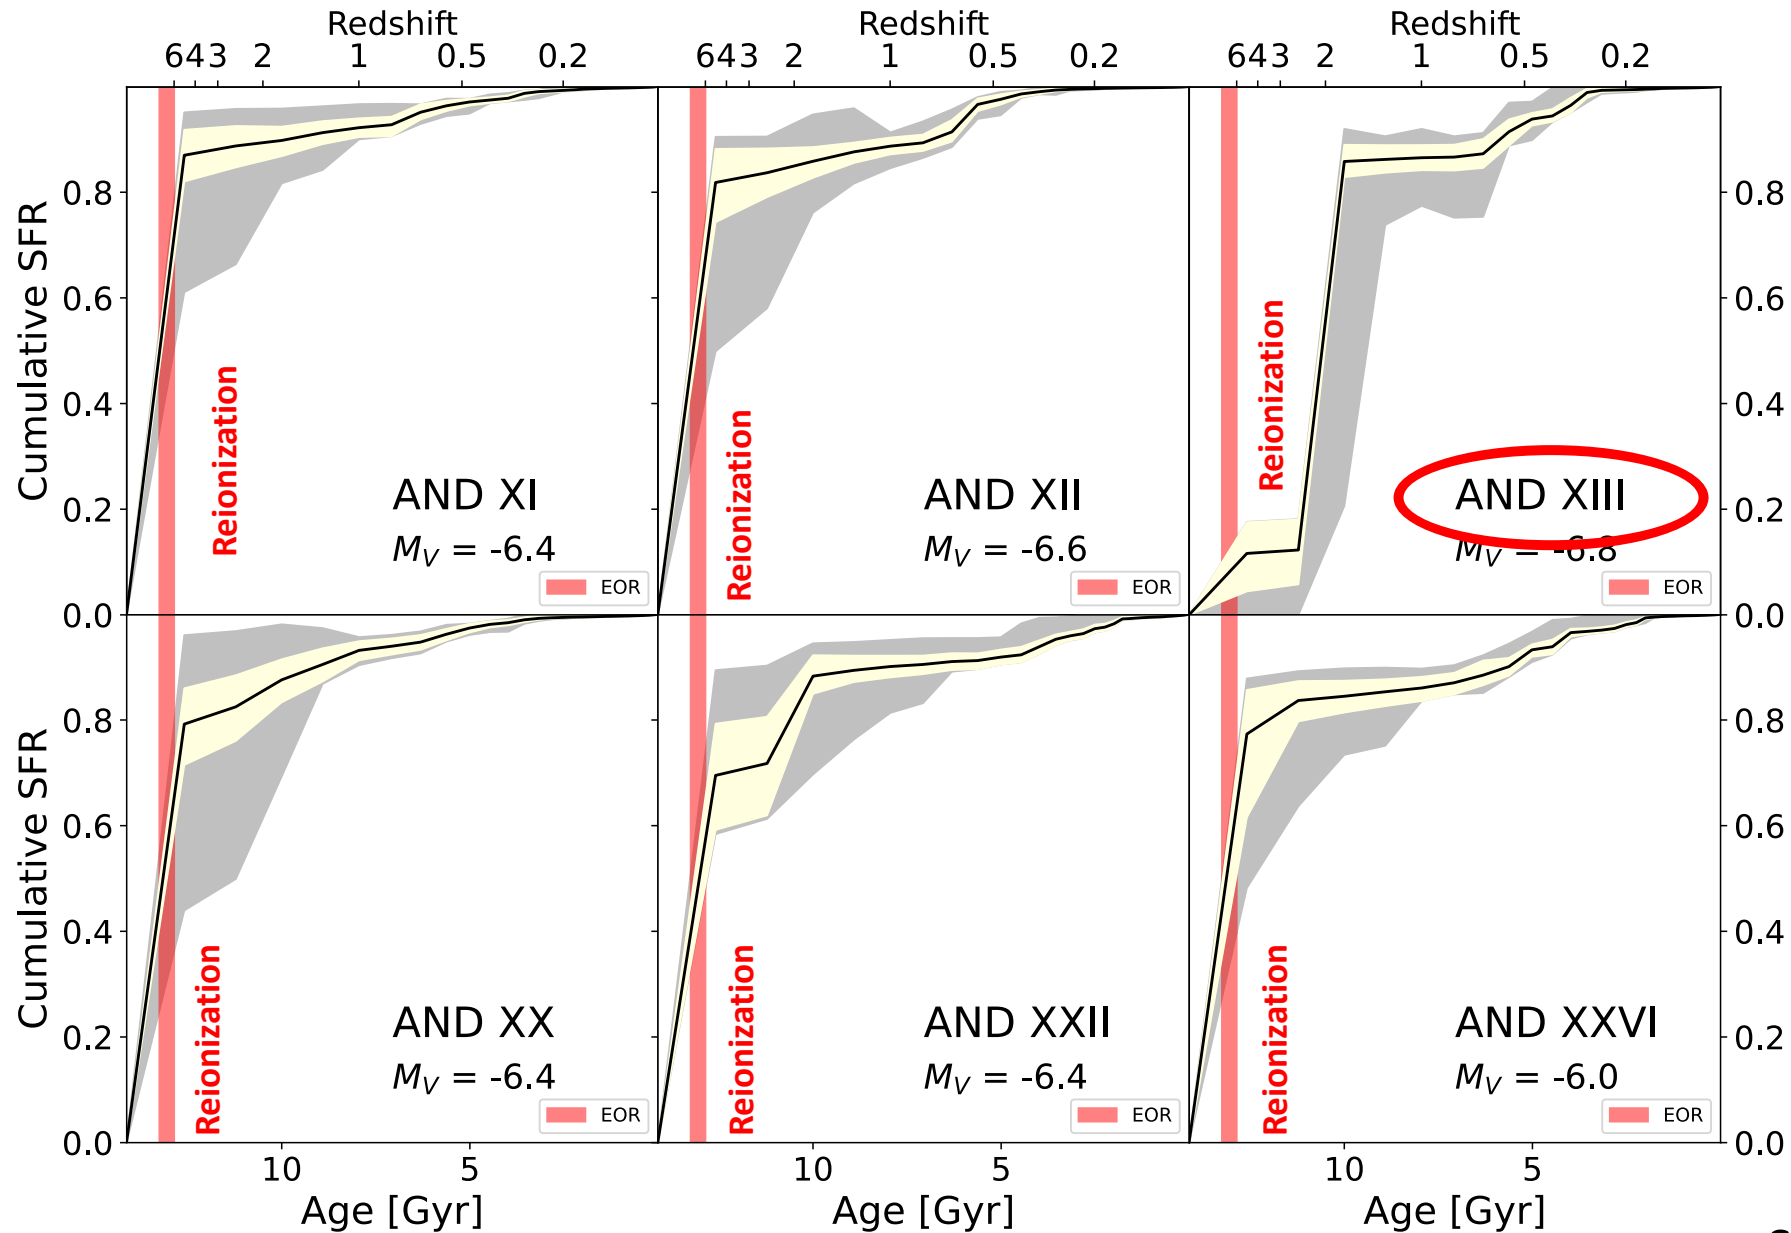 Redshift Redshift Redshift
6 4 3 2 1 0.5 0.2 6 4 3 2 1 0.5 0.2 6 4 3 2 1 0.5 0.2
Cumulative SFR
0.8
0.6
0.4
0.2
0.0
Reionization
AND XI
M_V = -6.4
EOR
Reionization
AND XII
M_V = -6.6
EOR
Reionization
AND XIII
M_V = -6.8
EOR
0.8
0.6
0.4
0.2
0.0
Cumulative SFR
0.8
0.6
0.4
0.2
0.0
Reionization
AND XX
M_V = -6.4
EOR
Reionization
AND XXII
M_V = -6.4
EOR
Reionization
AND XXVI
M_V = -6.0
EOR
0.8
0.6
0.4
0.2
0.0
10 5 10 5 10 5
Age [Gyr] Age [Gyr] Age [Gyr]